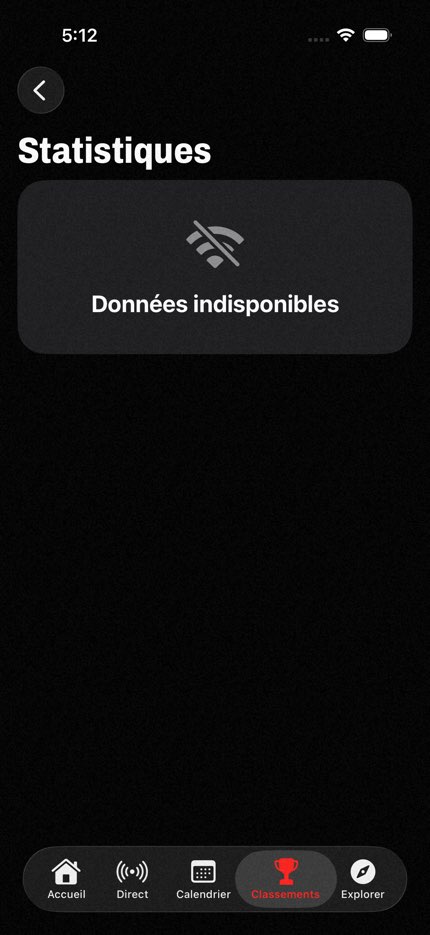 5:12
Statistiques
Données indisponibles
Accueil
Direct
Calendrier
Classements
Explorer